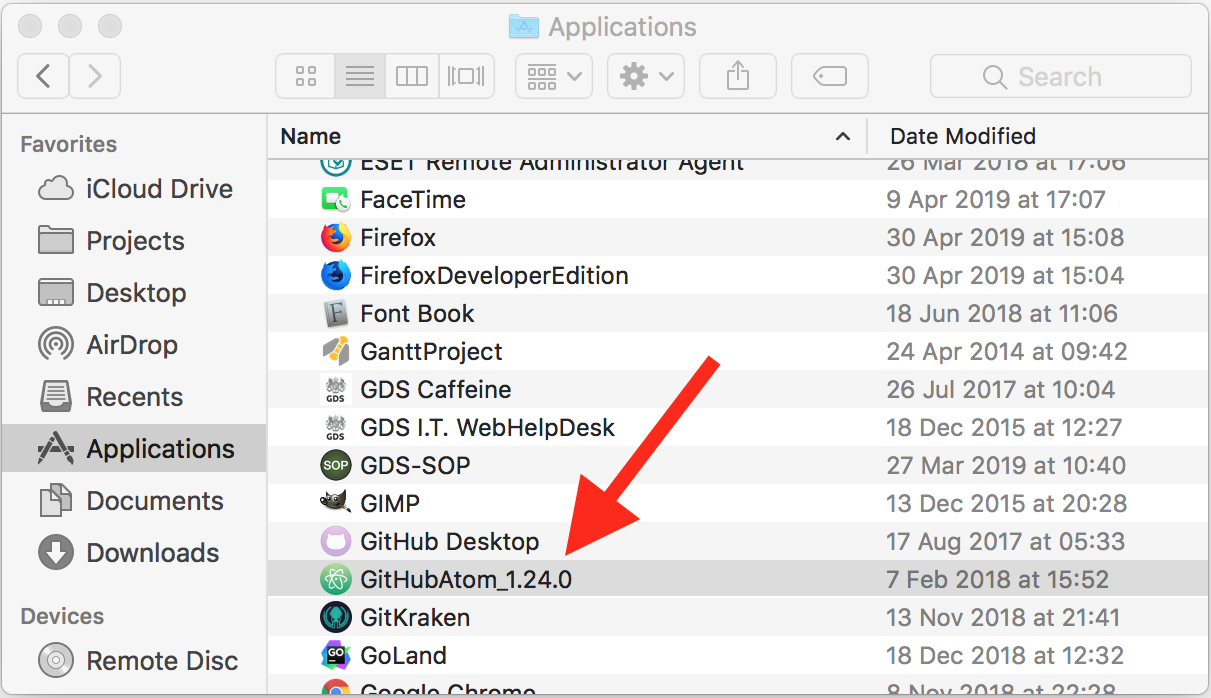 Applications
Search
Favorites
iCloud Drive
Projects
Desktop
AirDrop
Recents
Applications
Documents
Downloads
Devices
Remote Disc
Name Date Modified
ESET Remote Administrator Agent 26 Mar 2018 at 17:06
FaceTime 9 Apr 2019 at 17:07
Firefox 30 Apr 2019 at 15:08
FirefoxDeveloperEdition 30 Apr 2019 at 15:04
F Font Book 18 Jun 2018 at 11:06
GanttProject 24 Apr 2014 at 09:42
GDS GDS Caffeine 26 Jul 2017 at 10:04
GDS GDS I.T. WebHelpDesk 18 Dec 2015 at 12:27
SOP GDS-SOP 27 Mar 2019 at 10:40
GIMP 13 Dec 2015 at 20:28
GitHub Desktop 17 Aug 2017 at 05:33
GitHubAtom_1.24.0 7 Feb 2018 at 15:52
GitKraken 13 Nov 2018 at 21:41
GO GoLand 18 Dec 2018 at 12:32
Google Chrome 8 Nov 2018 at 22:28